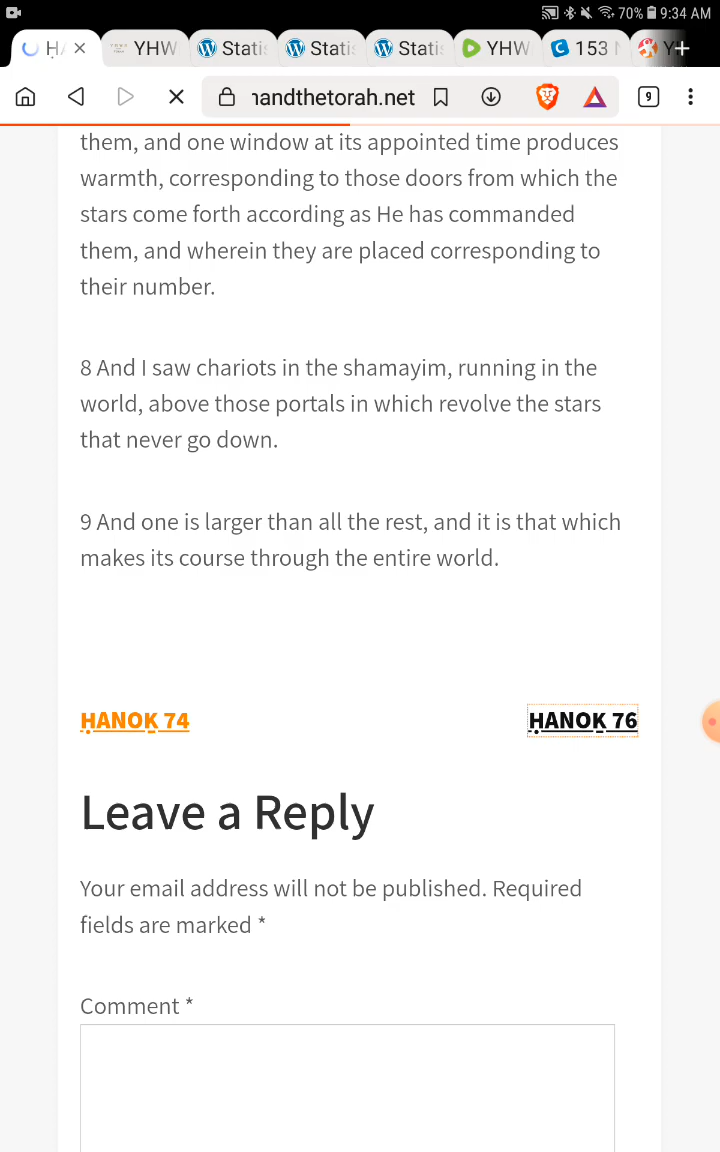 70% 9:34 AM
YHW Statis Statis Statis YHW 153
handthetorah.net 9
them, and one window at its appointed time produces
warmth, corresponding to those doors from which the
stars come forth according as He has commanded
them, and wherein they are placed corresponding to
their number.
8 And I saw chariots in the shamayim, running in the
world, above those portals in which revolve the stars
that never go down.
9 And one is larger than all the rest, and it is that which
makes its course through the entire world.
ḤANOḴ 74 ḤANOḴ 76
Leave a Reply
Your email address will not be published. Required
fields are marked *
Comment *